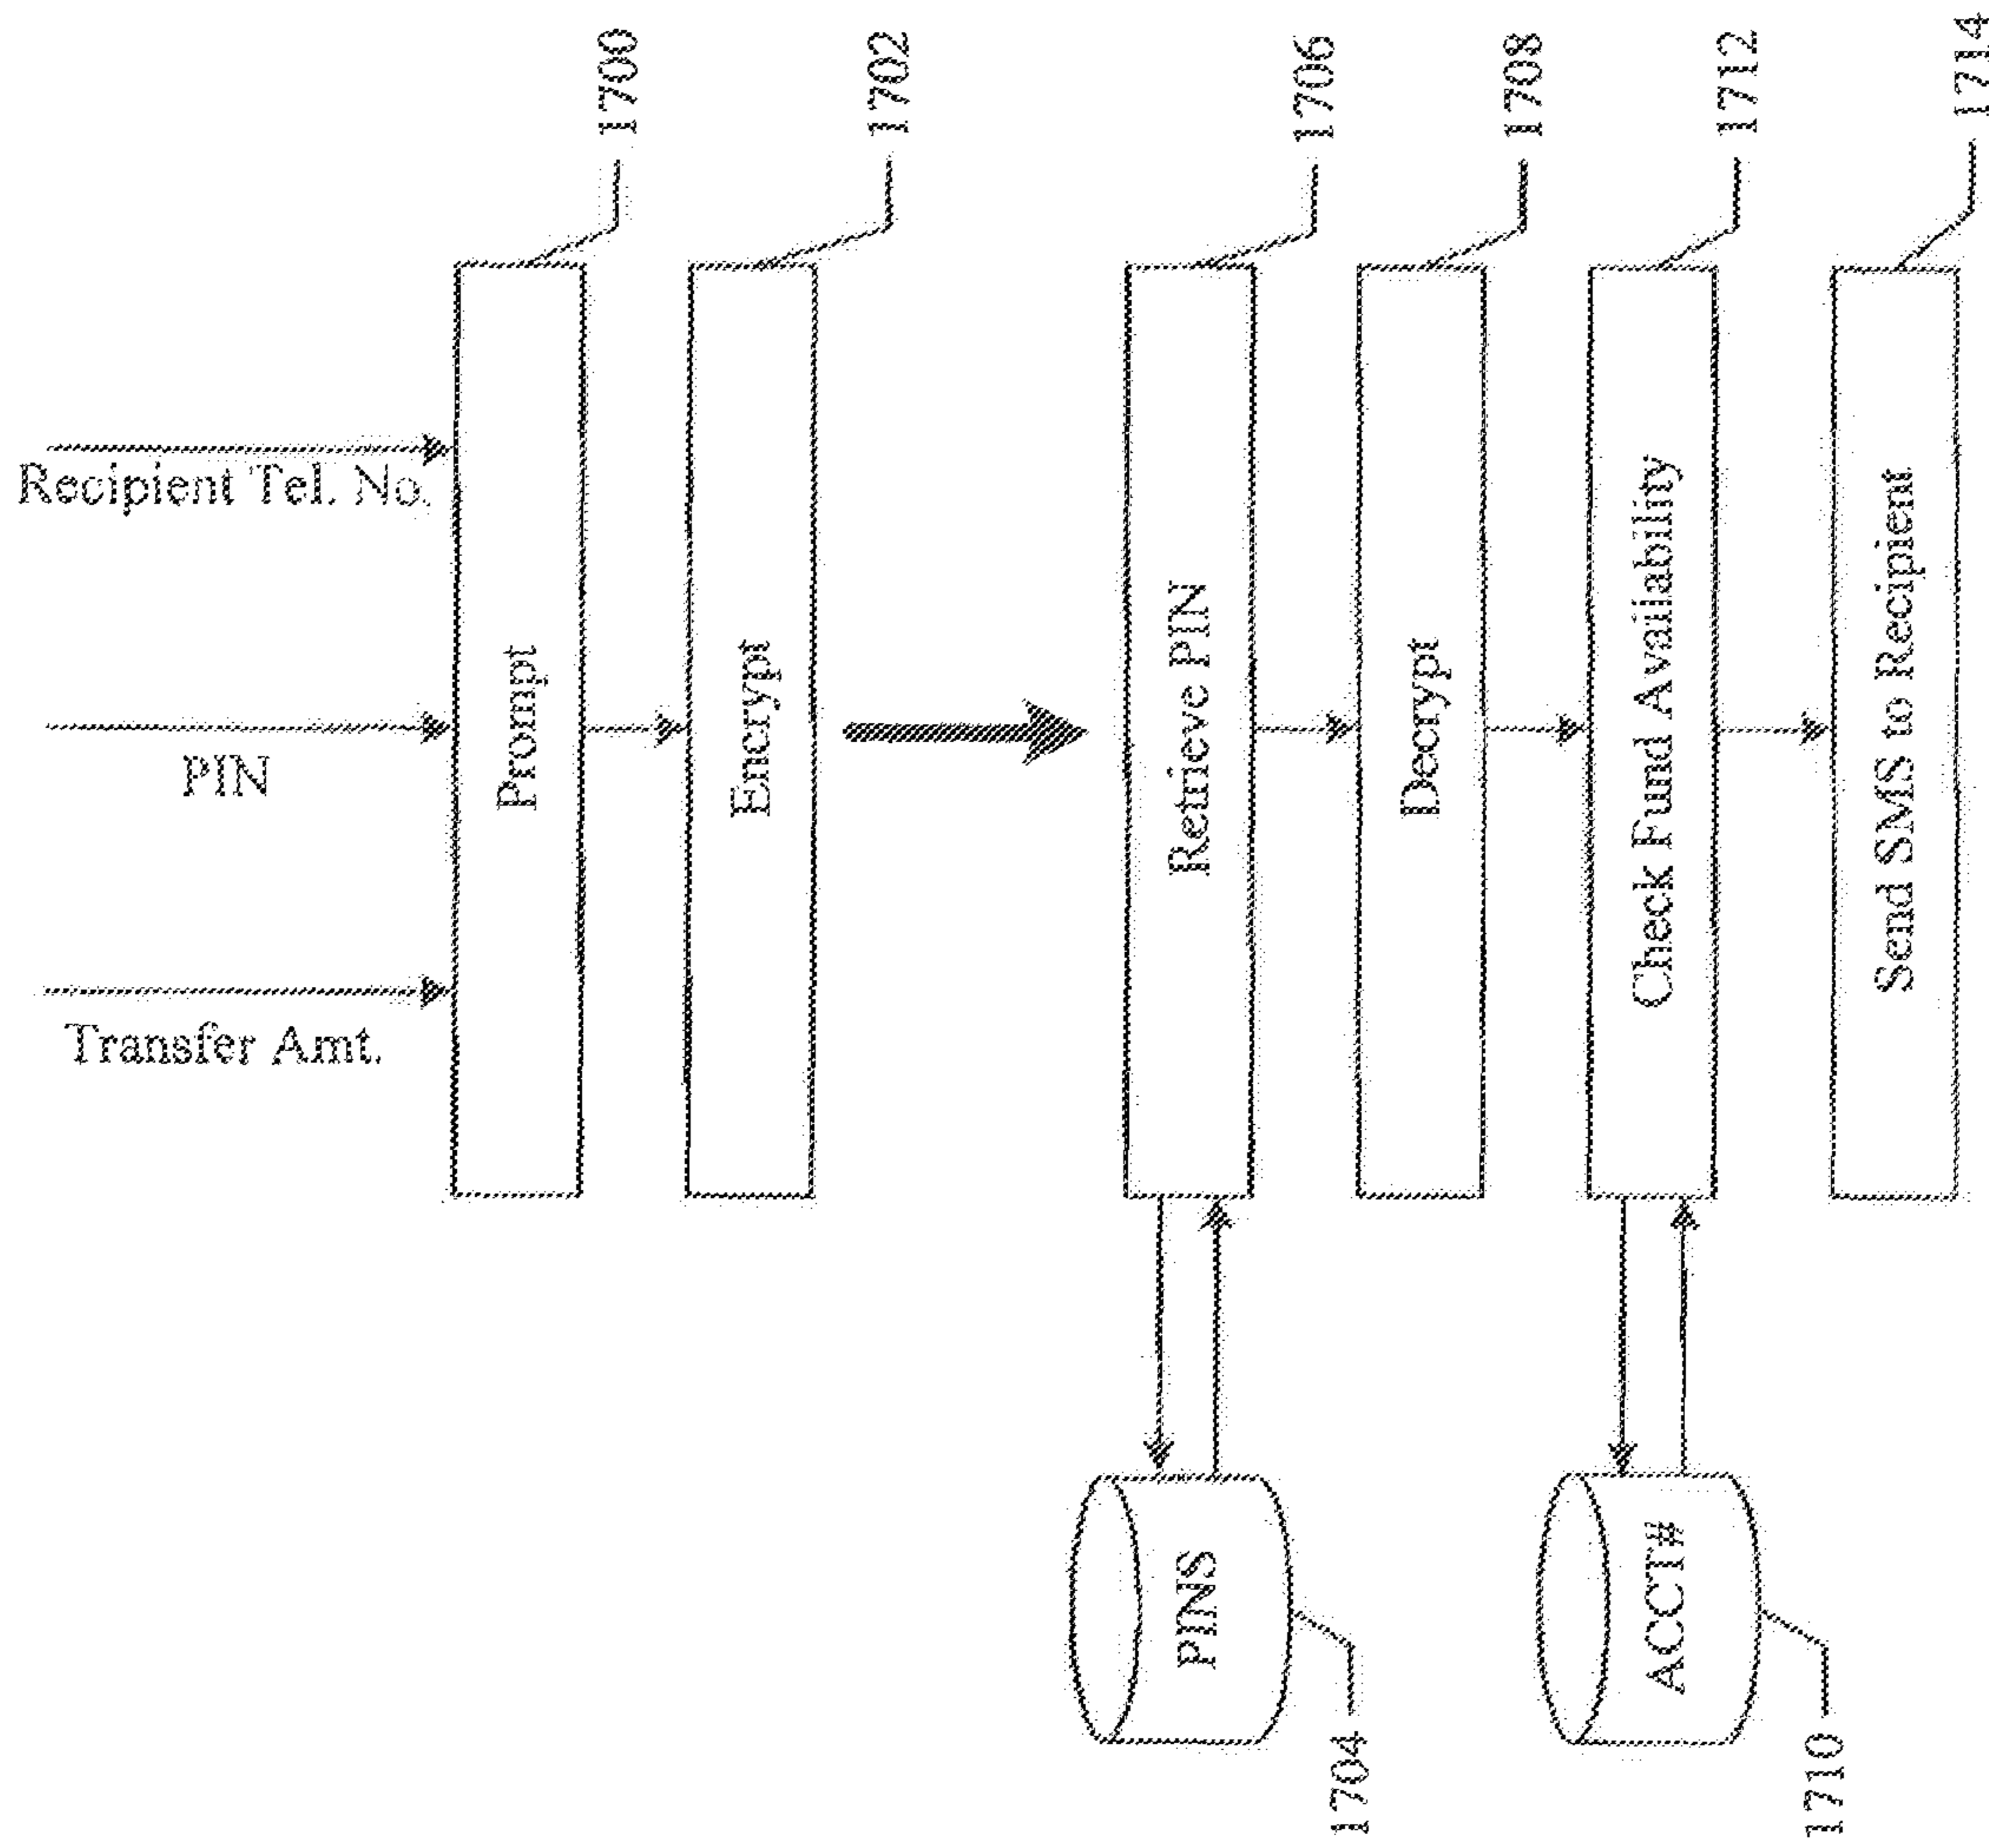 Recipient Tel. No.
PIN
Transfer Amt.
Prompt
1700
Encrypt
1702
Retrieve PIN
1706
PINS
1704
Decrypt
1708
Check Fund Availability
1712
ACCT#
1710
Send SMS to Recipient
1714